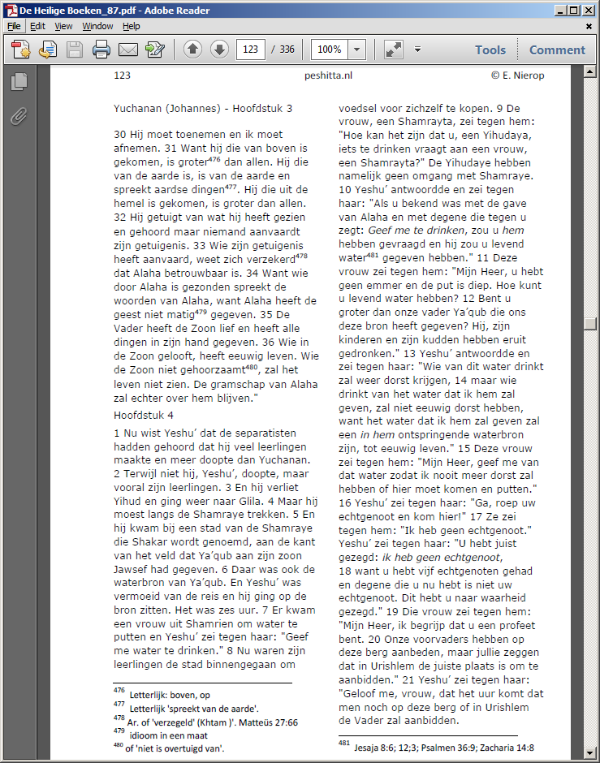 De Heilige Boeken_87.pdf - Adobe Reader
File Edit View Window Help
123 / 336 100% Tools Comment
123 peshitta.nl © E. Nierop
Yuchanan (Johannes) - Hoofdstuk 3
30 Hij moet toenemen en ik moet
afnemen. 31 Want hij die van boven is
gekomen, is groter476 dan allen. Hij die
van de aarde is, is van de aarde en
spreekt aardse dingen477. Hij die uit de
hemel is gekomen, is groter dan allen.
32 Hij getuigt van wat hij heeft gezien
en gehoord maar niemand aanvaardt
zijn getuigenis. 33 Wie zijn getuigenis
heeft aanvaard, weet zich verzekerd478
dat Alaha betrouwbaar is. 34 Want wie
door Alaha is gezonden spreekt de
woorden van Alaha, want Alaha heeft de
geest niet matig479 gegeven. 35 De
Vader heeft de Zoon lief en heeft alle
dingen in zijn hand gegeven. 36 Wie in
de Zoon gelooft, heeft eeuwig leven. Wie
de Zoon niet gehoorzaamt480, zal het
leven niet zien. De gramschap van Alaha
zal echter over hem blijven."
Hoofdstuk 4
1 Nu wist Yeshu´ dat de separatisten
hadden gehoord dat hij veel leerlingen
maakte en meer doopte dan Yuchanan.
2 Terwijl niet hij, Yeshu´, doopte, maar
vooral zijn leerlingen. 3 En hij verliet
Yihud en ging weer naar Glila. 4 Maar hij
moest langs de Shamraye trekken. 5 En
hij kwam bij een stad van de Shamraye
die Shakar wordt genoemd, aan de kant
van het veld dat Ya’qub aan zijn zoon
Jawsef had gegeven. 6 Daar was ook de
waterbron van Ya’qub. En Yeshu´ was
vermoeid van de reis en hij ging op de
bron zitten. Het was zes uur. 7 Er kwam
een vrouw uit Shamrien om water te
putten en Yeshu´ zei tegen haar: "Geef
me water te drinken." 8 Nu waren zijn
leerlingen de stad binnengegaan om
476 Letterlijk: boven, op
477 Letterlijk 'spreekt van de aarde'.
478 Ar. of 'verzegeld' (Khtam )'. Matteüs 27:66
479 idioom in een maat
480 of 'niet is overtuigd van'.
voedsel voor zichzelf te kopen. 9 De
vrouw, een Shamrayta, zei tegen hem:
"Hoe kan het zijn dat u, een Yihudaya,
iets te drinken vraagt aan een vrouw,
een Shamrayta?" De Yihudaye hebben
namelijk geen omgang met Shamraye.
10 Yeshu´ antwoordde en zei tegen
haar: "Als u bekend was met de gave
van Alaha en met degene die tegen u
zegt: Geef me te drinken, zou u hem
hebben gevraagd en hij zou u levend
water481 gegeven hebben." 11 Deze
vrouw zei tegen hem: "Mijn Heer, u hebt
geen emmer en de put is diep. Hoe kunt
u levend water hebben? 12 Bent u
groter dan onze vader Ya’qub die ons
deze bron heeft gegeven? Hij, zijn
kinderen en zijn kudden hebben eruit
gedronken." 13 Yeshu´ antwoordde en
zei tegen haar: "Wie van dit water drinkt
zal weer dorst krijgen, 14 maar wie
drinkt van het water dat ik hem zal
geven, zal niet eeuwig dorst hebben,
want het water dat ik hem zal geven zal
een in hem ontspringende waterbron
zijn, tot eeuwig leven." 15 Deze vrouw
zei tegen hem: "Mijn Heer, geef me van
dat water zodat ik nooit meer dorst zal
hebben of hier moet komen en putten."
16 Yeshu´ zei tegen haar: "Ga, roep uw
echtgenoot en kom hier!" 17 Ze zei
tegen hem: "Ik heb geen echtgenoot."
Yeshu´ zei tegen haar: "U hebt juist
gezegd: ik heb geen echtgenoot,
18 want u hebt vijf echtgenoten gehad
en degene die u nu hebt is niet uw
echtgenoot. Dit hebt u naar waarheid
gezegd." 19 Die vrouw zei tegen hem:
"Mijn Heer, ik begrijp dat u een profeet
bent. 20 Onze voorvaders hebben op
deze berg aanbeden, maar jullie zeggen
dat in Urishlem de juiste plaats is om te
aanbidden." 21 Yeshu´ zei tegen haar:
"Geloof me, vrouw, dat het uur komt dat
men noch op deze berg of in Urishlem
de Vader zal aanbidden.
481 Jesaja 8:6; 12;3; Psalmen 36:9; Zacharia 14:8